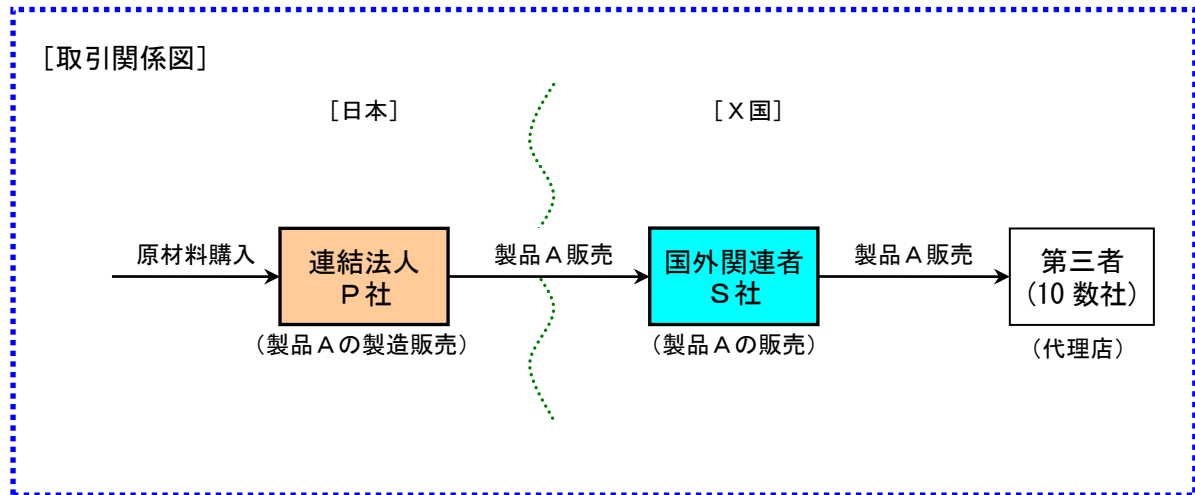 ［取引関係図］
［日本］
［Ｘ国］
原材料購入
連結法人
Ｐ社
製品Ａ販売
国外関連者
Ｓ社
製品Ａ販売
第三者
(10 数社)
（製品Ａの製造販売）
（製品Ａの販売）
（代理店）